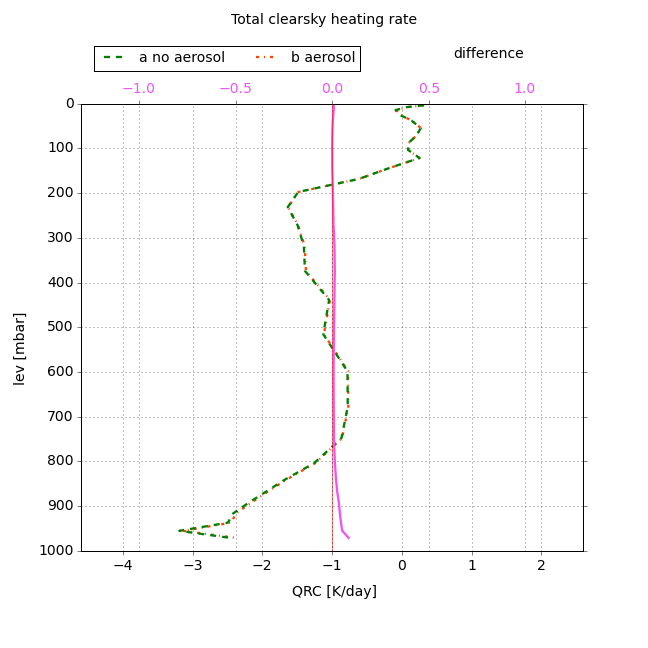 Total clearsky heating rate
a no aerosol b aerosol difference
−1.0 −0.5 0.0 0.5 1.0
0
100
200
300
400
500
600
700
800
900
1000
lev [mbar]
−4 −3 −2 −1 0 1 2
QRC [K/day]